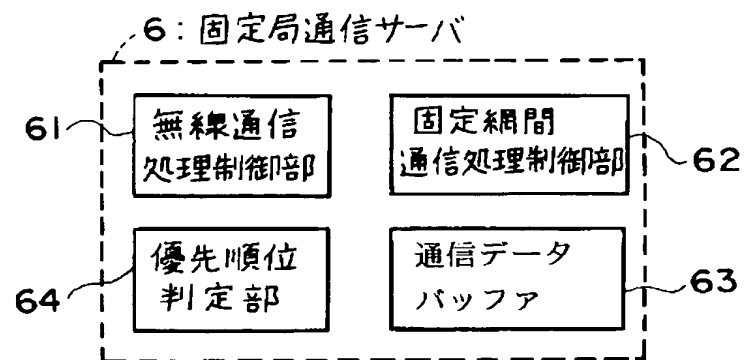 6：固定局通信サーバ
61
無線通信
処理制御部
固定網間
通信処理制御部
62
64
優先順位
判定部
通信データ
バッファ
63